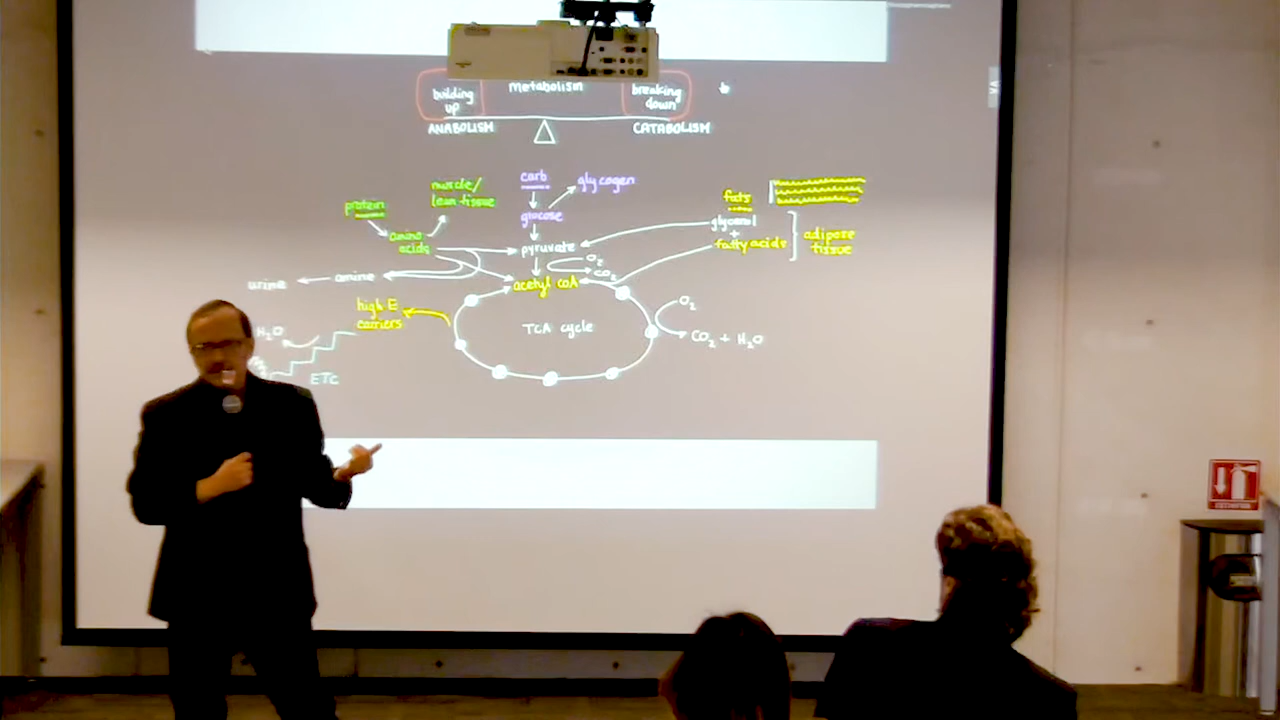 metabolism
building
up
breaking
down
ANABOLISM
CATABOLISM
protein
muscle/
lean tissue
carb
glycogen
fats
glucose
amino
acids
pyruvate
glycerol
+
fatty acids
adipose
tissue
O₂
CO₂
urine
amine
acetyl coA
high E
carriers
TCA cycle
O₂
CO₂ + H₂O
H₂O
ETC